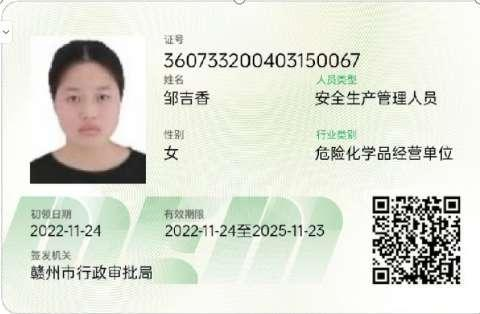 证号
360733200403150067
姓名
人员类型
邹吉香
安全生产管理人员
性别
行业类别
女
危险化学品经营单位
初领日期
有效期限
2022-11-24
2022-11-24至2025-11-23
签发机关
赣州市行政审批局
MEM